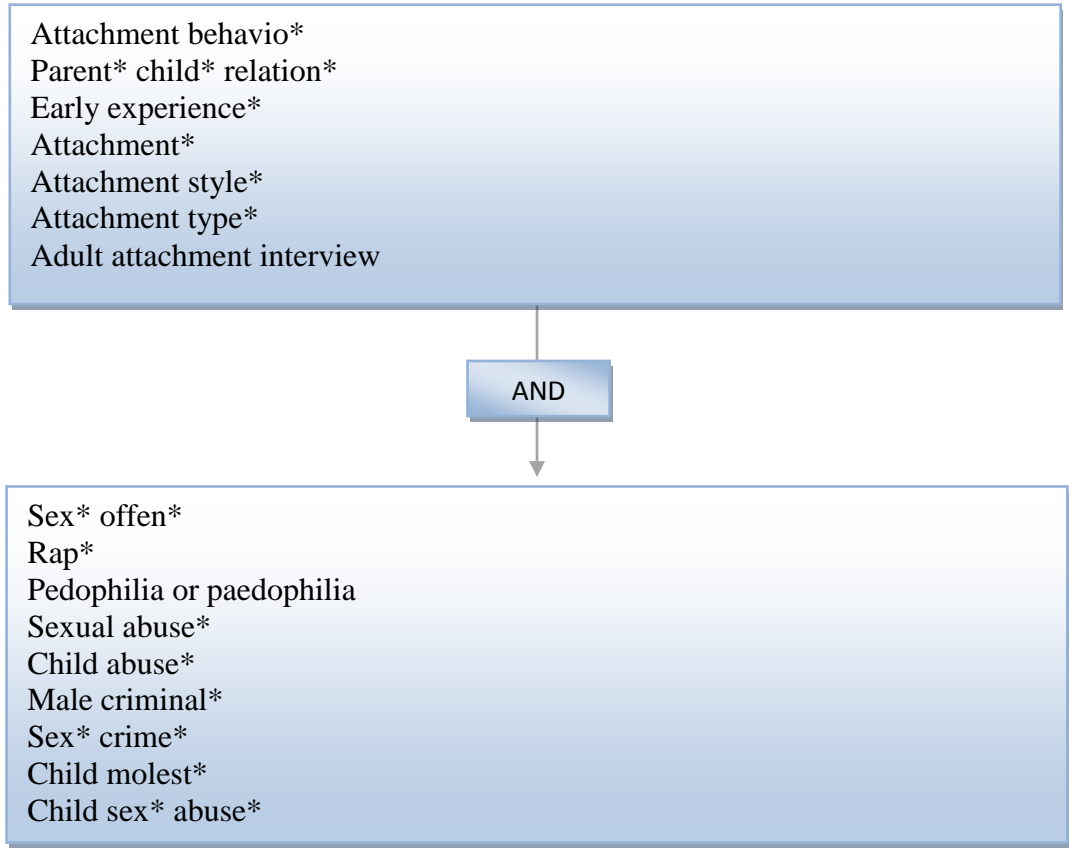 Attachment behavio*
Parent* child* relation*
Early experience*
Attachment*
Attachment style*
Attachment type*
Adult attachment interview
AND
Sex* offen*
Rap*
Pedophilia or paedophilia
Sexual abuse*
Child abuse*
Male criminal*
Sex* crime*
Child molest*
Child sex* abuse*